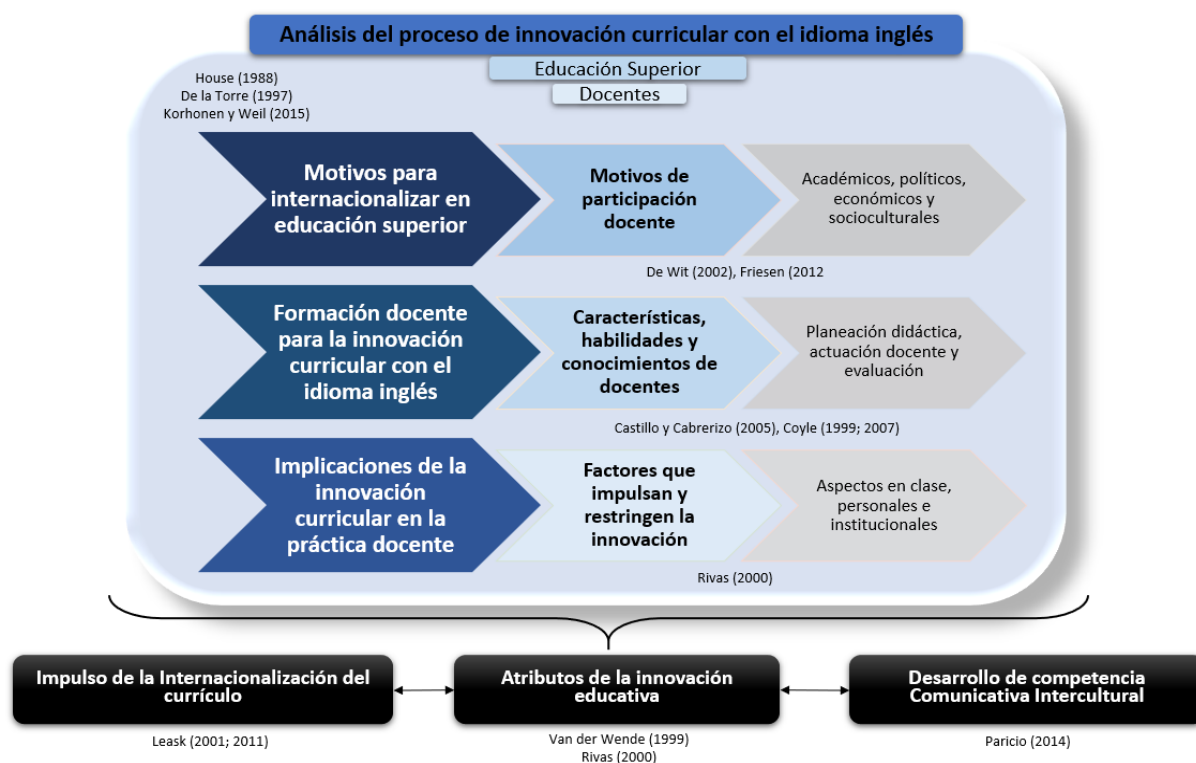 Análisis del proceso de innovación curricular con el idioma inglés
Educación Superior
Docentes
House (1988)
De la Torre (1997)
Korhonen y Weil (2015)
Motivos para
internacionalizar en
educación superior
Motivos de
participación
docente
Académicos, políticos,
económicos y
socioculturales
De Wit (2002), Friesen (2012
Formación docente
para la innovación
curricular con el
idioma inglés
Características,
habilidades y
conocimientos de
docentes
Planeación didáctica,
actuación docente y
evaluación
Castillo y Cabrerizo (2005), Coyle (1999; 2007)
Implicaciones de la
innovación
curricular en la
práctica docente
Factores que
impulsan y
restringen la
innovación
Aspectos en clase,
personales e
institucionales
Rivas (2000)
Impulso de la Internacionalización del
currículo
Leask (2001; 2011)
Atributos de la innovación
educativa
Van der Wende (1999)
Rivas (2000)
Desarrollo de competencia
Comunicativa Intercultural
Paricio (2014)